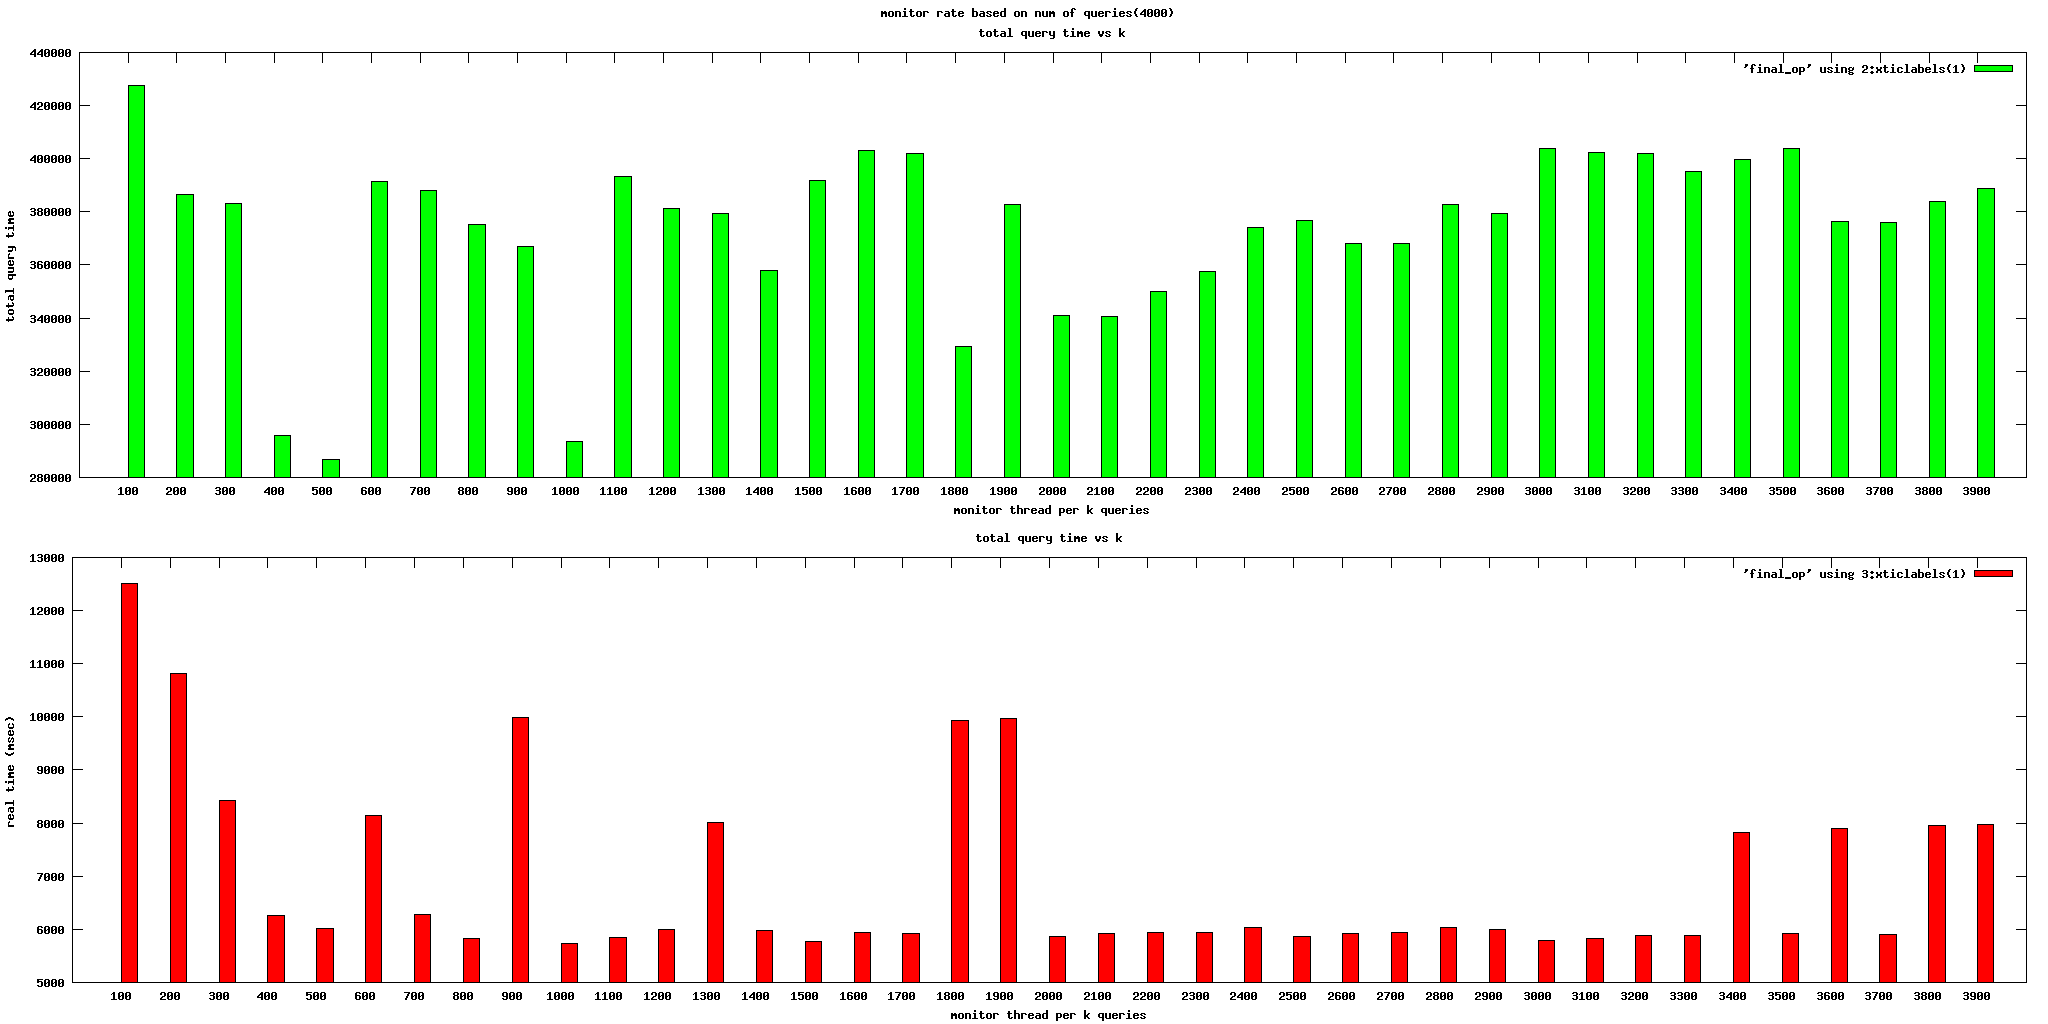 monitor rate based on num of queries(4000)
total query time vs k
'final_op' using 2:xticlabels(1)
440000
420000
400000
380000
360000
340000
320000
300000
280000
total query time
100 200 300 400 500 600 700 800 900 1000 1100 1200 1300 1400 1500 1600 1700 1800 1900 2000 2100 2200 2300 2400 2500 2600 2700 2800 2900 3000 3100 3200 3300 3400 3500 3600 3700 3800 3900
monitor thread per k queries
total query time vs k
'final_op' using 3:xticlabels(1)
13000
12000
11000
10000
9000
8000
7000
6000
5000
real time (msec)
100 200 300 400 500 600 700 800 900 1000 1100 1200 1300 1400 1500 1600 1700 1800 1900 2000 2100 2200 2300 2400 2500 2600 2700 2800 2900 3000 3100 3200 3300 3400 3500 3600 3700 3800 3900
monitor thread per k queries